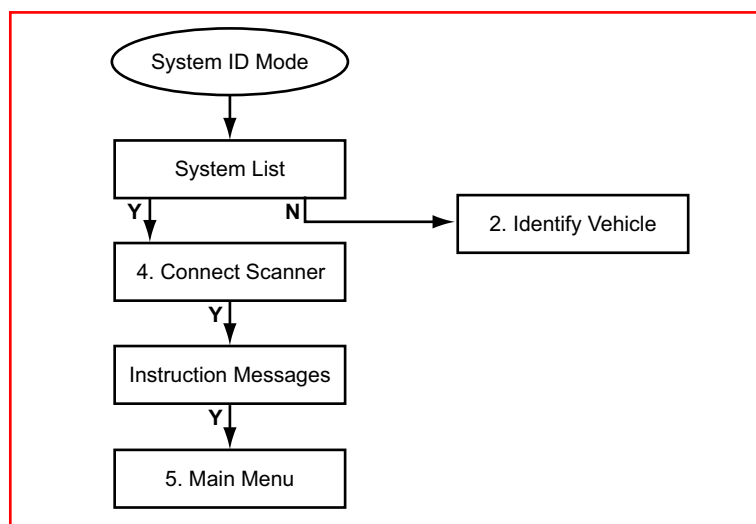 System ID Mode
System List
Y
N
2. Identify Vehicle
4. Connect Scanner
Y
Instruction Messages
Y
5. Main Menu